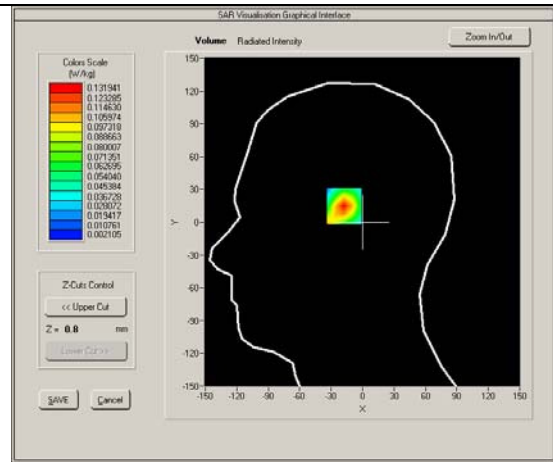 SAR Visualisation Graphical Interface
Volume Radiated Intensity
Zoom In/Out
Colors Scale
(W/kg)
0.131941
0.123285
0.114630
0.105974
0.097318
0.088663
0.080007
0.071351
0.062695
0.054040
0.045384
0.036728
0.028072
0.019417
0.010761
0.002105
Z-Cuts Control
<< Upper Cut
Z = 0.8 mm
Lower Cut >>
SAVE Cancel
Y
150
120
90
60
30
0
-30
-60
-90
-120
-150
-150 -120 -90 -60 -30 0 30 60 90 120 150
X